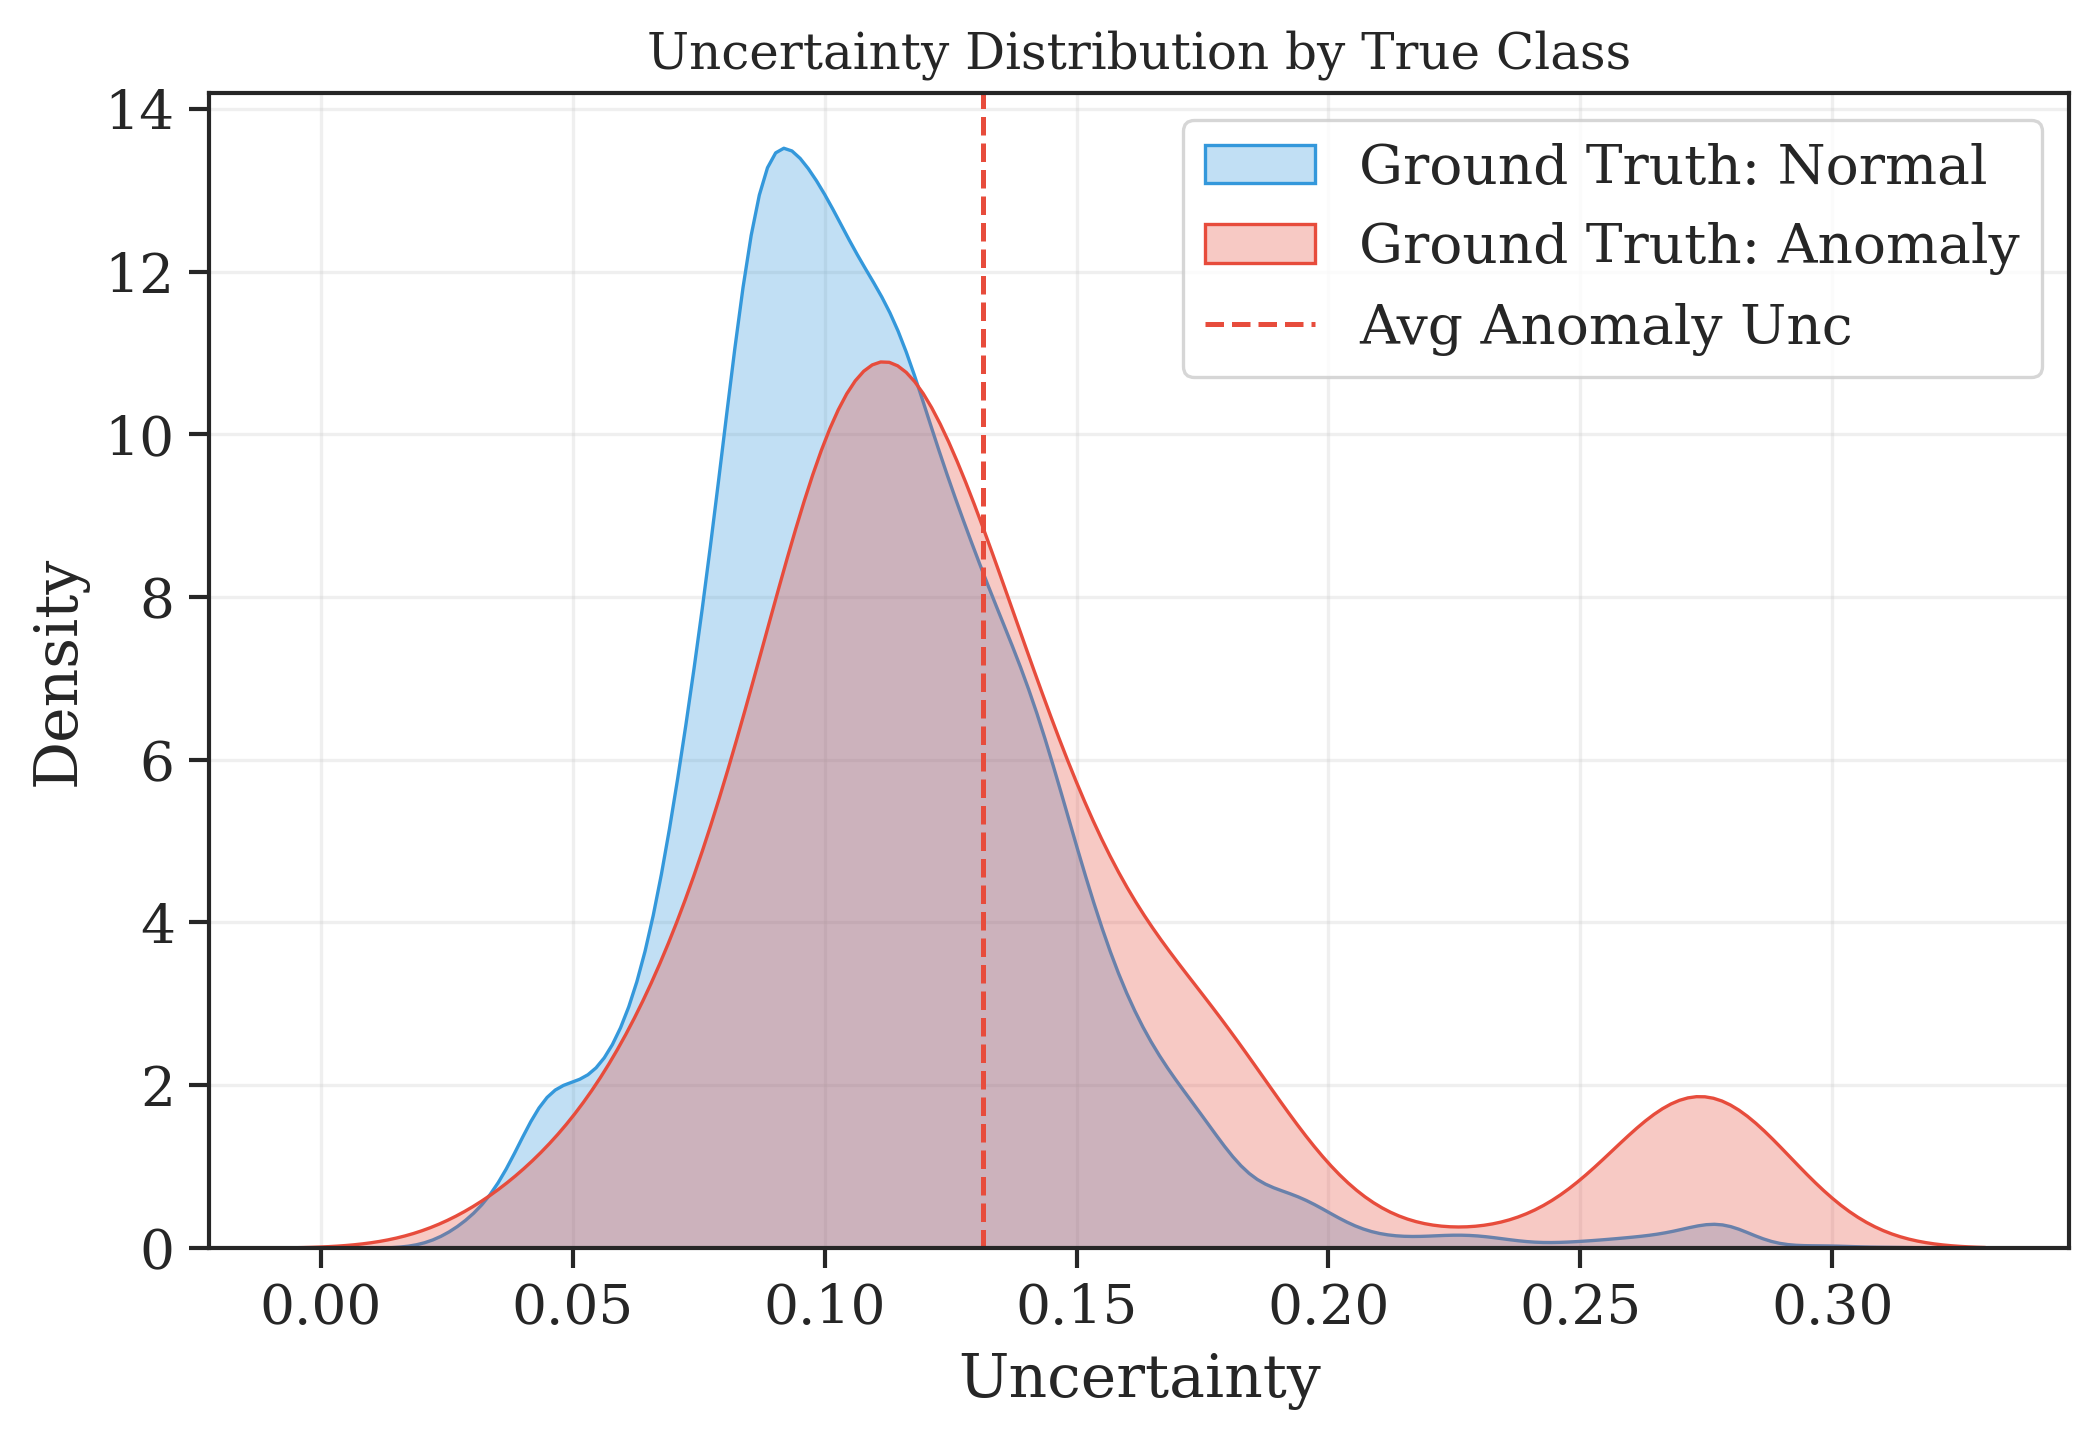 Uncertainty Distribution by True Class
14
12
10
8
6
4
2
0
Density
Ground Truth: Normal
Ground Truth: Anomaly
Avg Anomaly Unc
0.00 0.05 0.10 0.15 0.20 0.25 0.30
Uncertainty